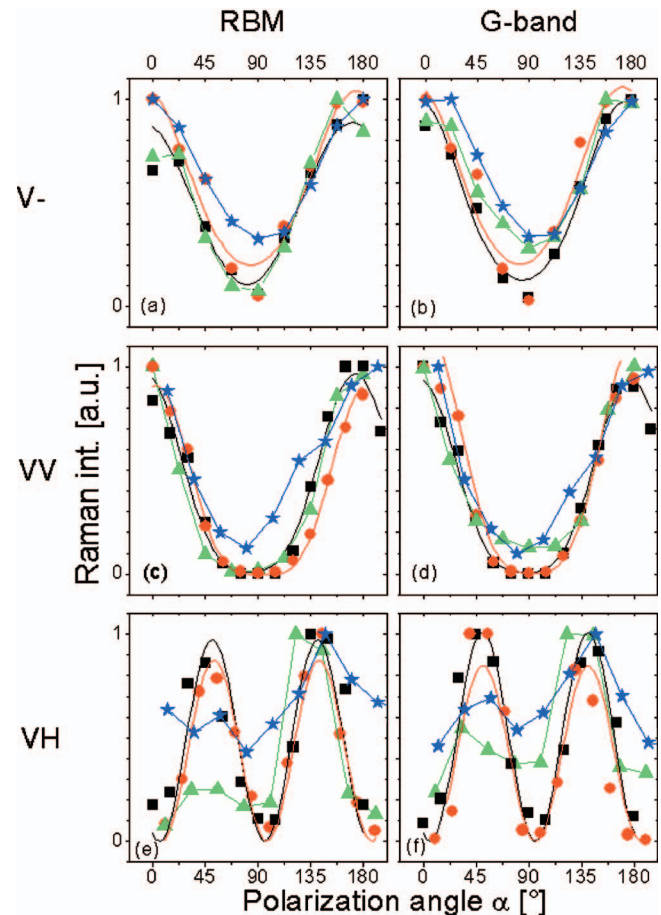 RBM G-band
0 45 90 135 180 0 45 90 135 180
1
V-
0
(a) (b)
1
VV
Raman int. [a.u.]
0
(c) (d)
1
VH
0
(e) (f)
0 45 90 135 180 0 45 90 135 180
Polarization angle α [°]